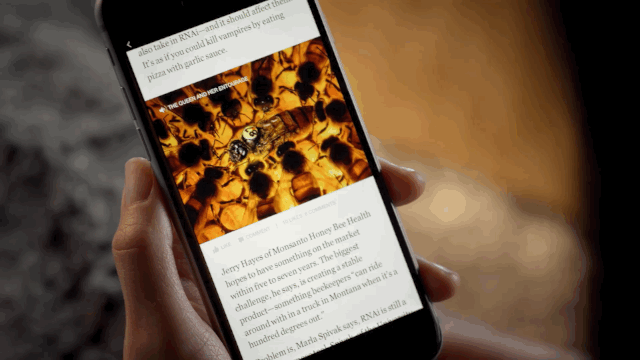 also take in RNAi—and it should affect them.
It's as if you could kill vampires by eating
pizza with garlic sauce.
THE QUEEN AND HER ENTOURAGE
LIKE COMMENT
Jerry Hayes of Monsanto Honey Bee Health
hopes to have something on the market
within five to seven years. The biggest
challenge, he says, is creating a stable
product—something beekeepers "can ride
around with in a truck in Montana when it's a
hundred degrees out."
Problem is, Marla Spivak says, RNAi is still a